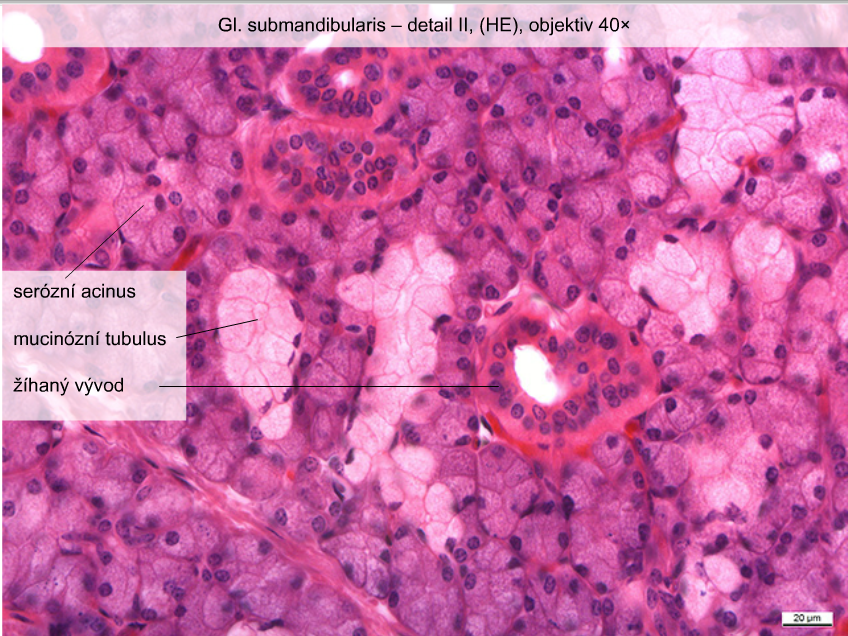 Gl. submandibularis – detail II, (HE), objektiv 40×
serózní acinus
mucinózní tubulus
žíhaný vývod
20 µm